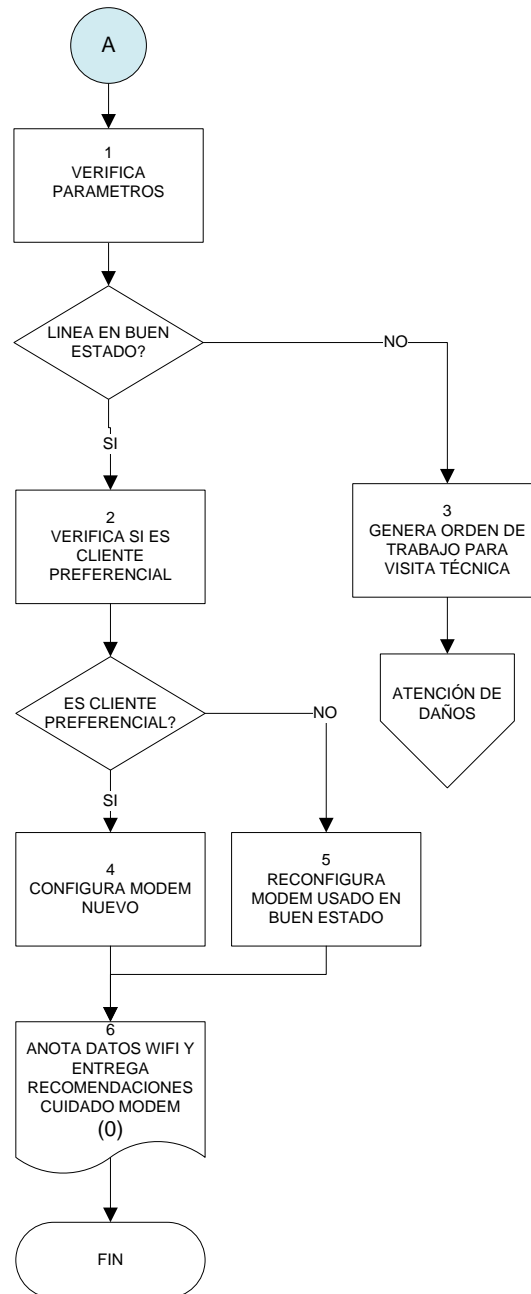 A
1
VERIFICA
PARAMETROS
LINEA EN BUEN
ESTADO?
NO
SI
2
VERIFICA SI ES
CLIENTE
PREFERENCIAL
3
GENERA ORDEN DE
TRABAJO PARA
VISITA TÉCNICA
ES CLIENTE
PREFERENCIAL?
NO
ATENCIÓN DE
DAÑOS
SI
4
CONFIGURA MODEM
NUEVO
5
RECONFIGURA
MODEM USADO EN
BUEN ESTADO
6
ANOTA DATOS WIFI Y
ENTREGA
RECOMENDACIONES
CUIDADO MODEM
(0)
FIN